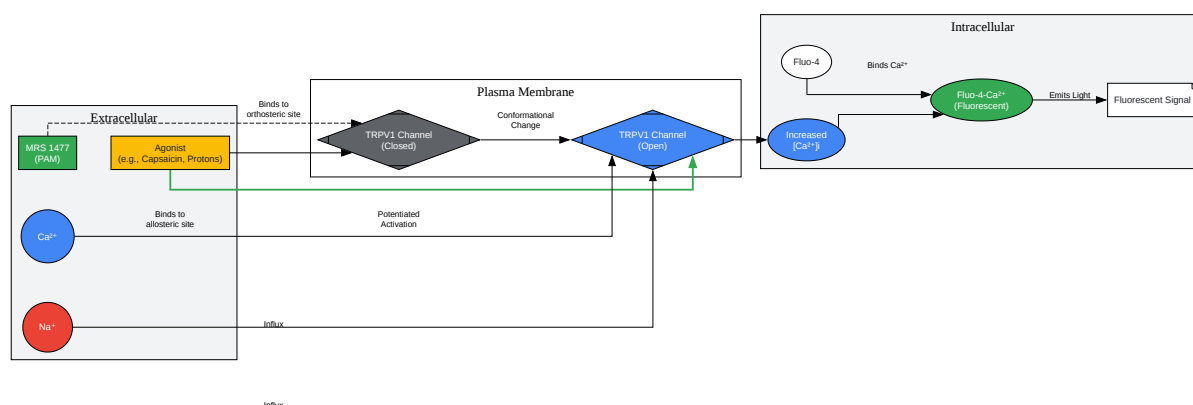 Intracellular
Fluo-4
Binds Ca²⁺
Plasma Membrane
Fluo-4-Ca²⁺
(Fluorescent)
Emits Light
Fluorescent Signal
Extracellular
Binds to
orthosteric site
Conformational
Change
TRPV1 Channel
(Closed)
TRPV1 Channel
(Open)
Increased
[Ca²⁺]i
MRS 1477
(PAM)
Agonist
(e.g., Capsaicin, Protons)
Binds to
allosteric site
Potentiated
Activation
Ca²⁺
Na⁺
Influx
Influx